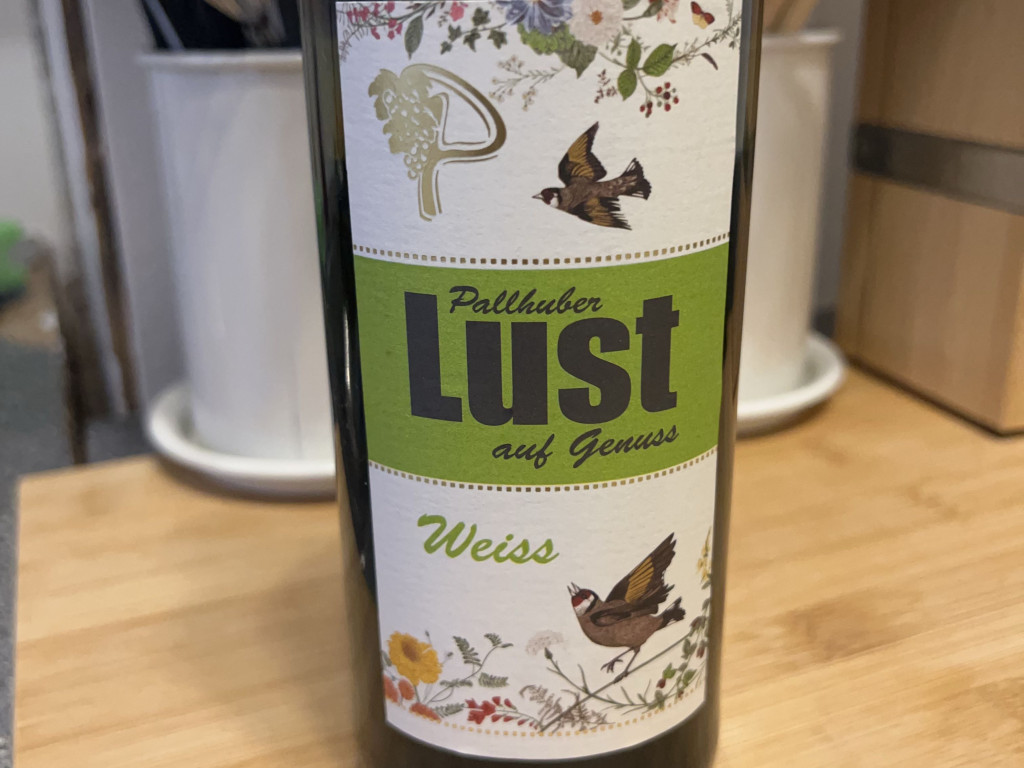 Pallhuber
Lust
auf Genuss
Weiss